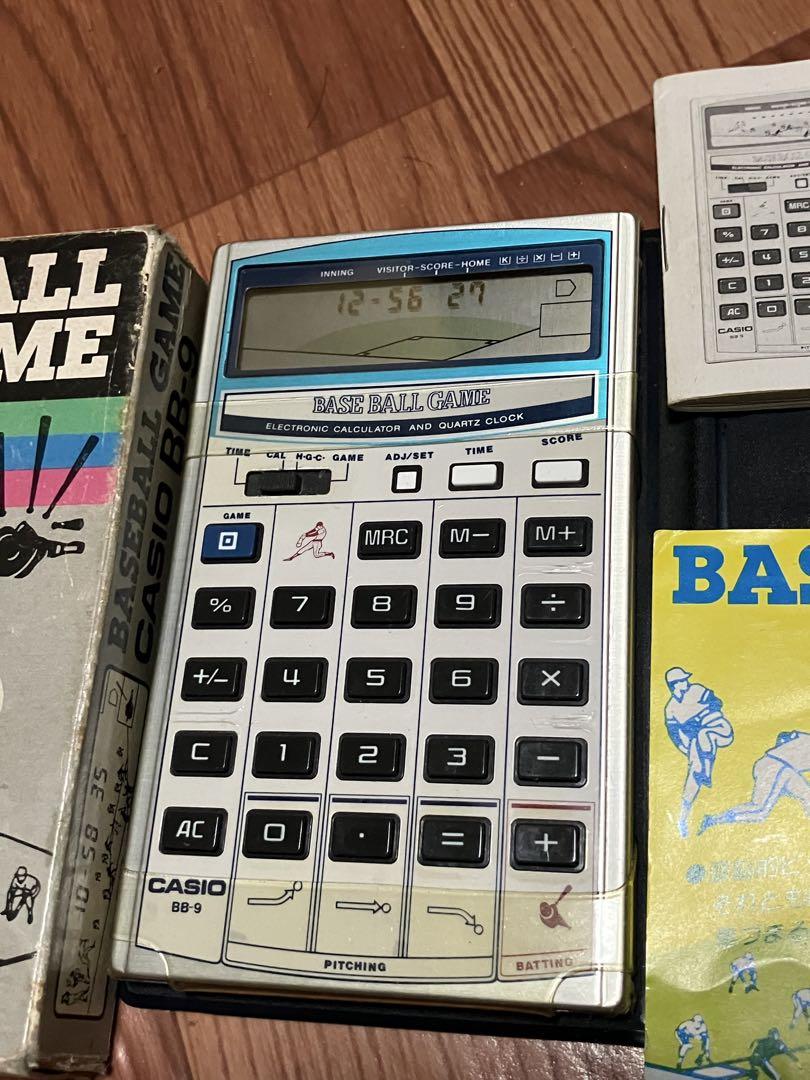 ALL
ME
BASEBALL GAME
CASIO BB-9
10-58 35
INNING VISITOR-SCORE-HOME K ÷ × − +
12-56 27
BASE BALL GAME
ELECTRONIC CALCULATOR AND QUARTZ CLOCK
TIME CAL H·G·C· GAME ADJ/SET TIME SCORE
GAME
MRC M− M+
% 7 8 9 ÷
+/− 4 5 6 ×
C 1 2 3 −
AC 0 · = +
CASIO
BB-9
PITCHING BATTING
MRC
% 7 8
+/− 4 5
C 1 2
AC 0
CASIO
BB-9
BAS